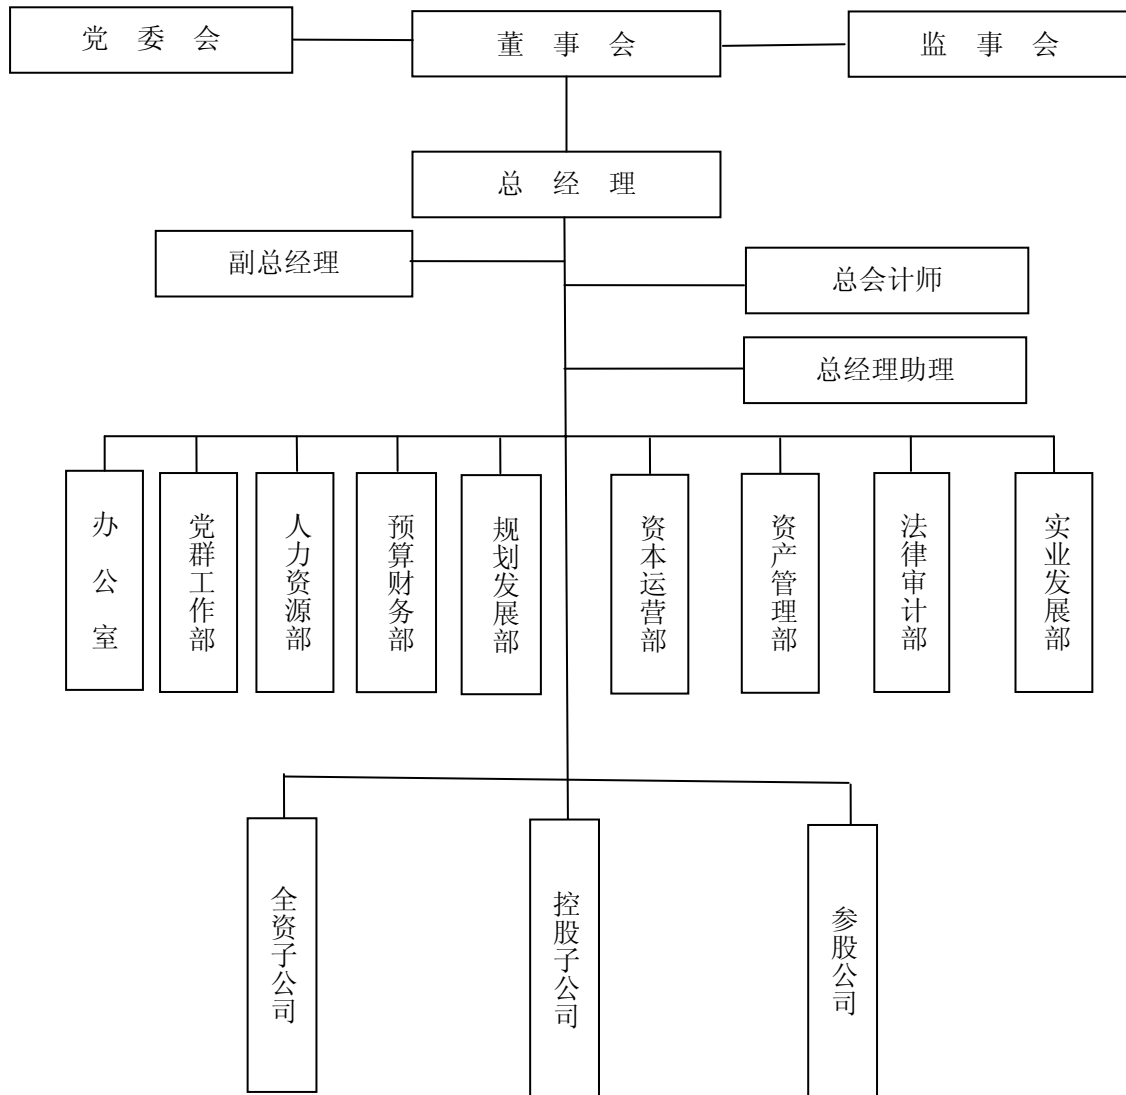 党 委 会
董 事 会
监 事 会
总 经 理
副总经理
总会计师
总经理助理
办公室
党群工作部
人力资源部
预算财务部
规划发展部
资本运营部
资产管理部
法律审计部
实业发展部
全资子公司
控股子公司
参股公司